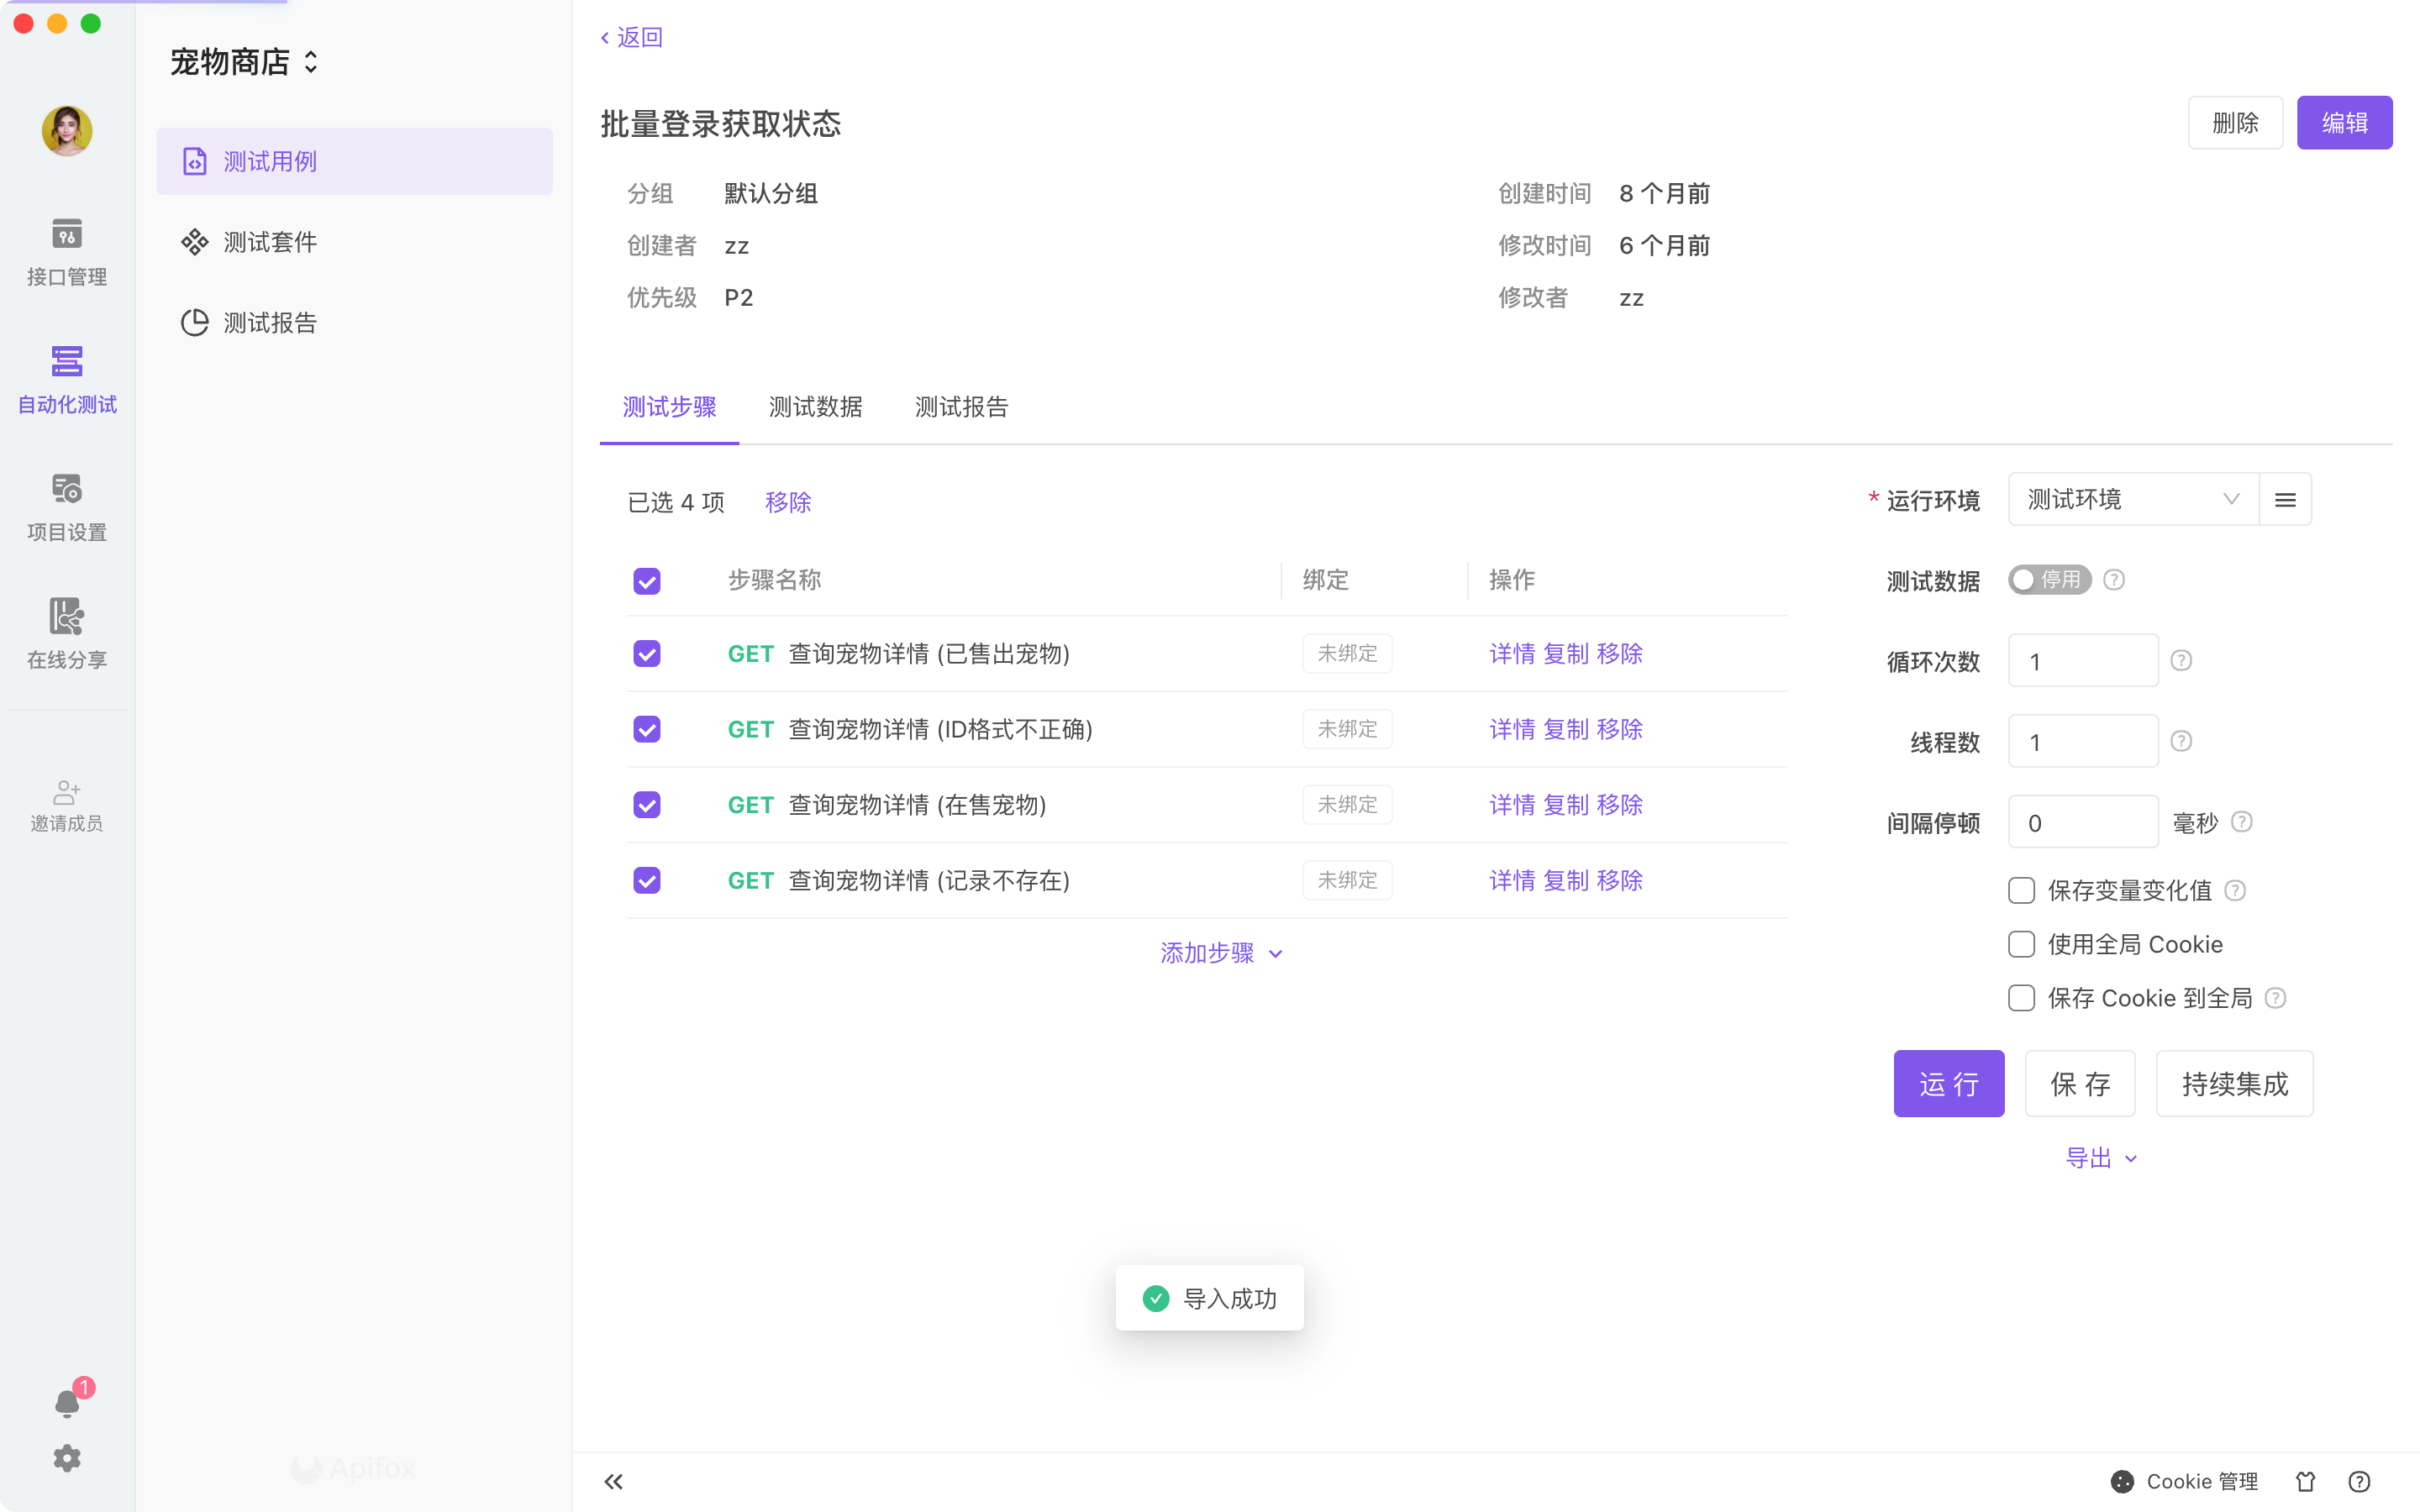 宠物商店
接口管理
自动化测试
项目设置
在线分享
邀请成员
1
测试用例
测试套件
测试报告
Apifox
返回
批量登录获取状态
删除
编辑
分组 默认分组
创建时间 8 个月前
创建者 zz
修改时间 6 个月前
优先级 P2
修改者 zz
测试步骤 测试数据 测试报告
已选 4 项 移除
步骤名称 绑定 操作
GET 查询宠物详情 (已售出宠物) 未绑定 详情 复制 移除
GET 查询宠物详情 (ID格式不正确) 未绑定 详情 复制 移除
GET 查询宠物详情 (在售宠物) 未绑定 详情 复制 移除
GET 查询宠物详情 (记录不存在) 未绑定 详情 复制 移除
添加步骤
* 运行环境 测试环境
测试数据 停用
循环次数 1
线程数 1
间隔停顿 0 毫秒
保存变量变化值
使用全局 Cookie
保存 Cookie 到全局
运行 保存 持续集成
导出
导入成功
Cookie 管理